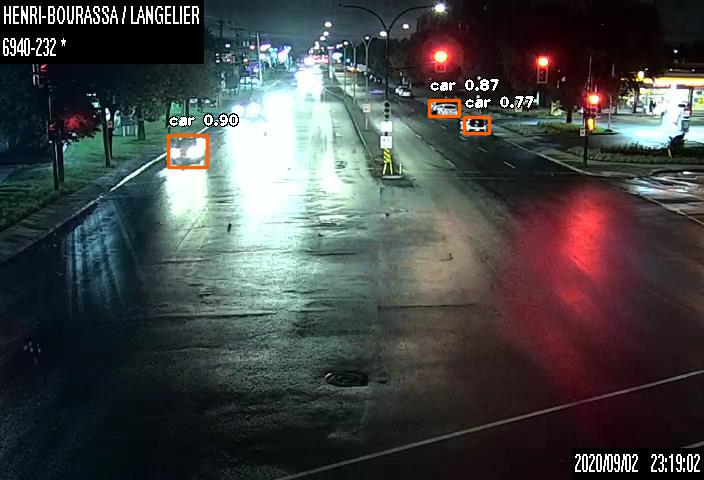 HENRI-BOURASSA / LANGELIER
6940-232 *
car 0.87
car 0.77
car 0.90
2020/09/02 23:19:02